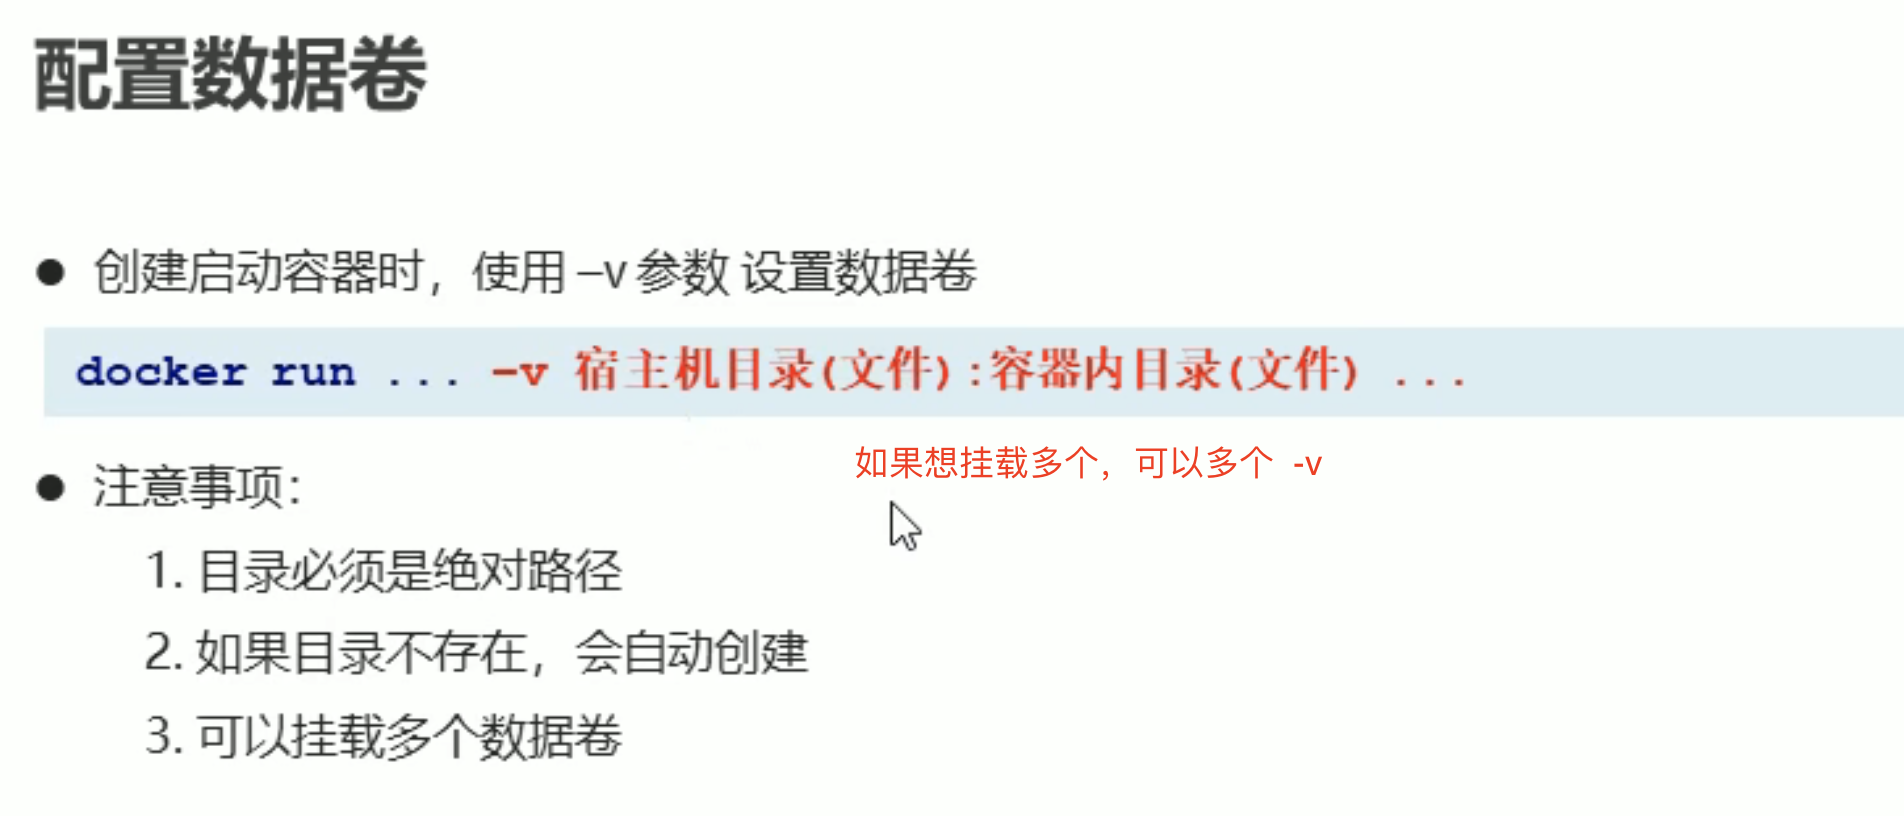 配置数据卷
● 创建启动容器时，使用 –v 参数 设置数据卷
docker run ... –v 宿主机目录(文件):容器内目录(文件) ...
如果想挂载多个，可以多个 -v
● 注意事项：
1. 目录必须是绝对路径
2. 如果目录不存在，会自动创建
3. 可以挂载多个数据卷